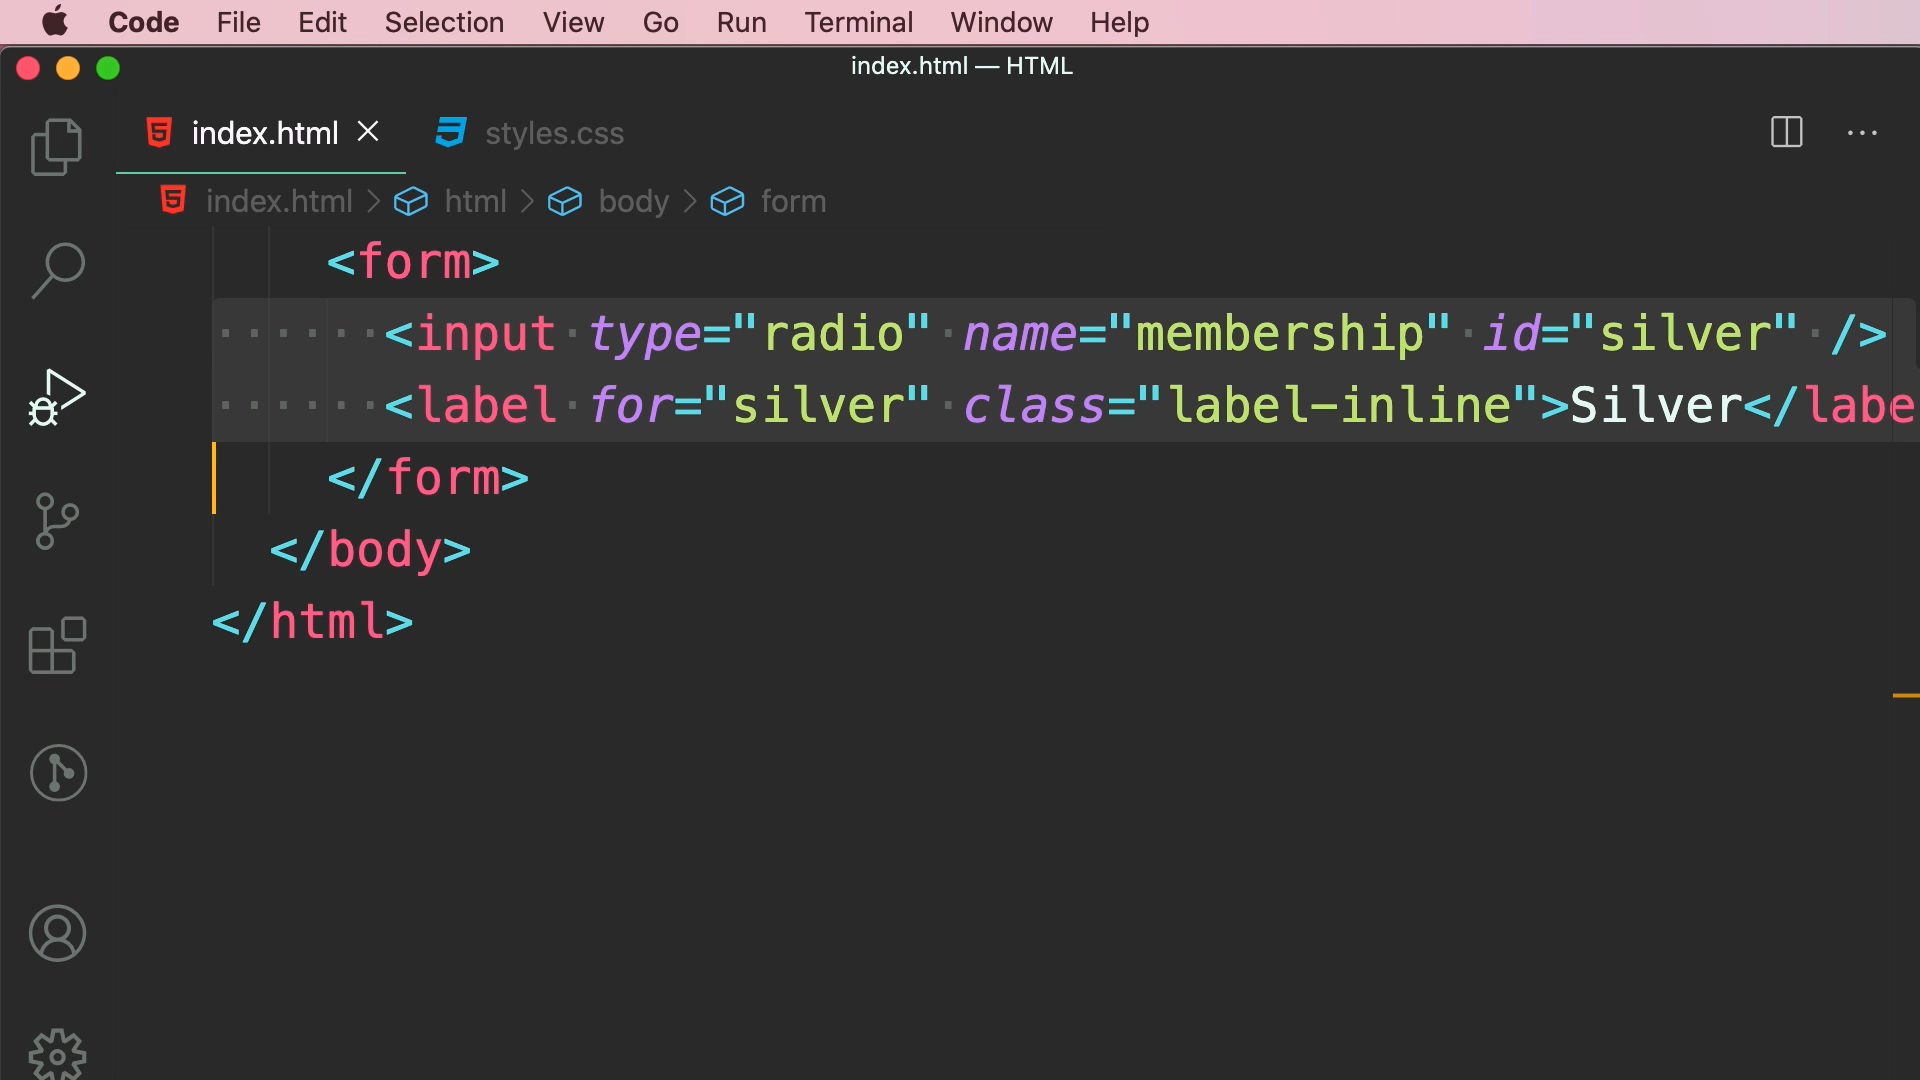 Code File Edit Selection View Go Run Terminal Window Help
index.html — HTML
index.html styles.css
index.html > html > body > form
<form>
<input type="radio" name="membership" id="silver" />
<label for="silver" class="label-inline">Silver</labe
</form>
</body>
</html>